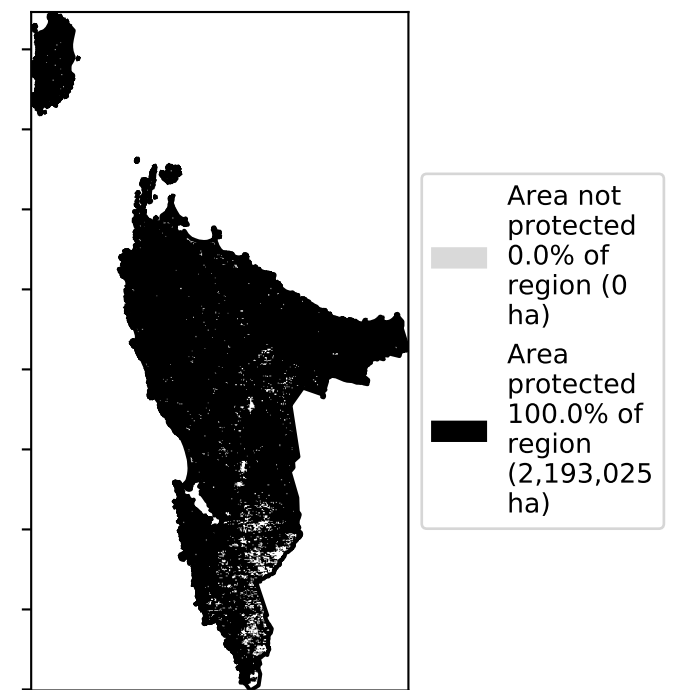 Area not
protected
0.0% of
region (0
ha)
Area
protected
100.0% of
region
(2,193,025
ha)